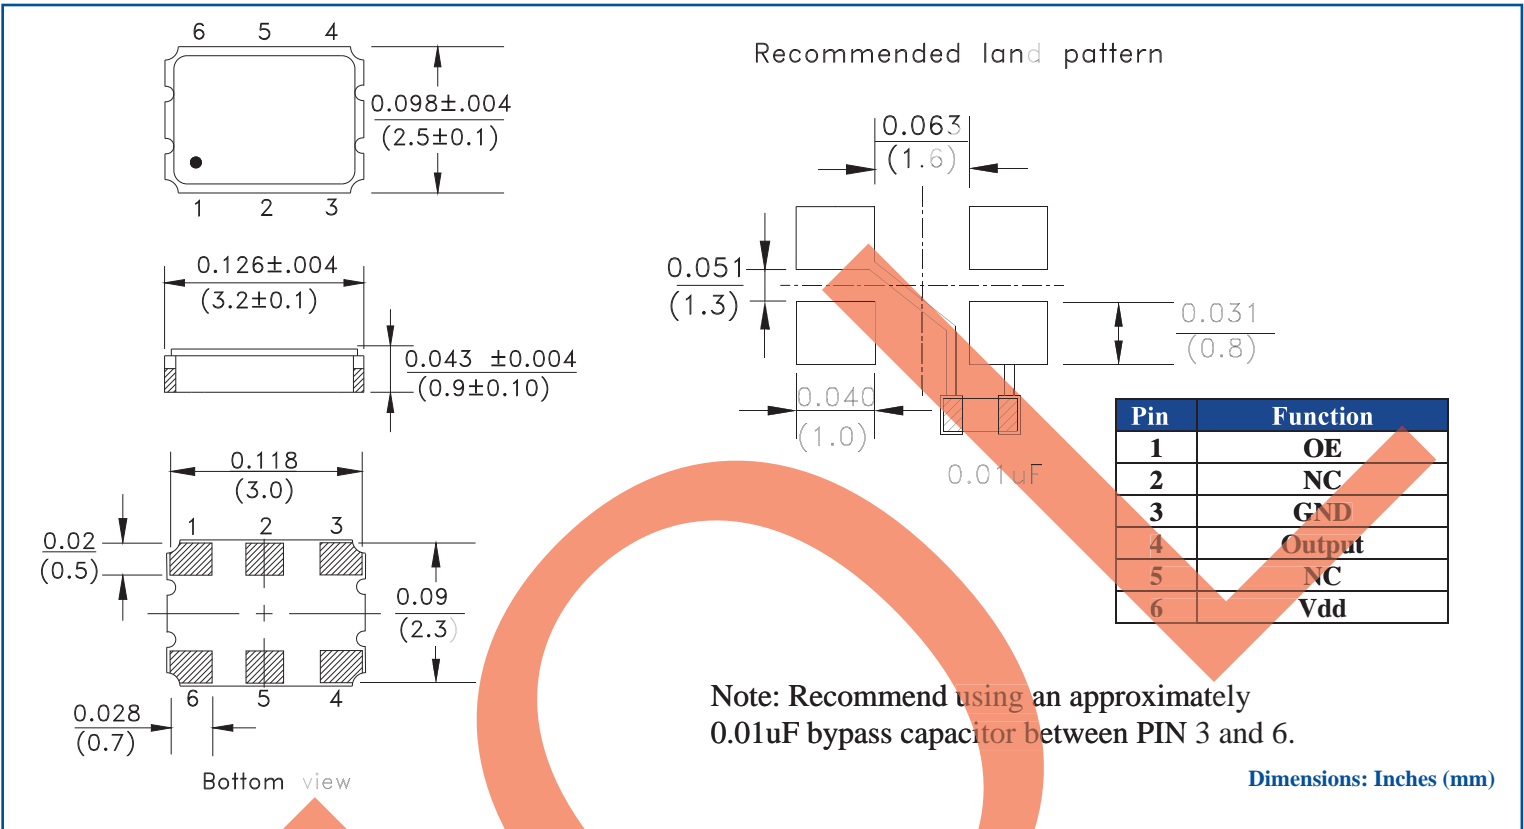 6 5 4
0.098±.004
(2.5±0.1)
1 2 3
0.126±.004
(3.2±0.1)
0.043 ±0.004
(0.9±0.10)
0.118
(3.0)
1 2 3
0.02
(0.5)
0.09
(2.3)
6 5 4
0.028
(0.7)
Bottom view
Recommended land pattern
0.063
(1.6)
0.051
(1.3)
0.031
(0.8)
0.040
(1.0)
0.01uF
Pin Function
1 OE
2 NC
3 GND
4 Output
5 NC
6 Vdd
Note: Recommend using an approximately
0.01uF bypass capacitor between PIN 3 and 6.
Dimensions: Inches (mm)